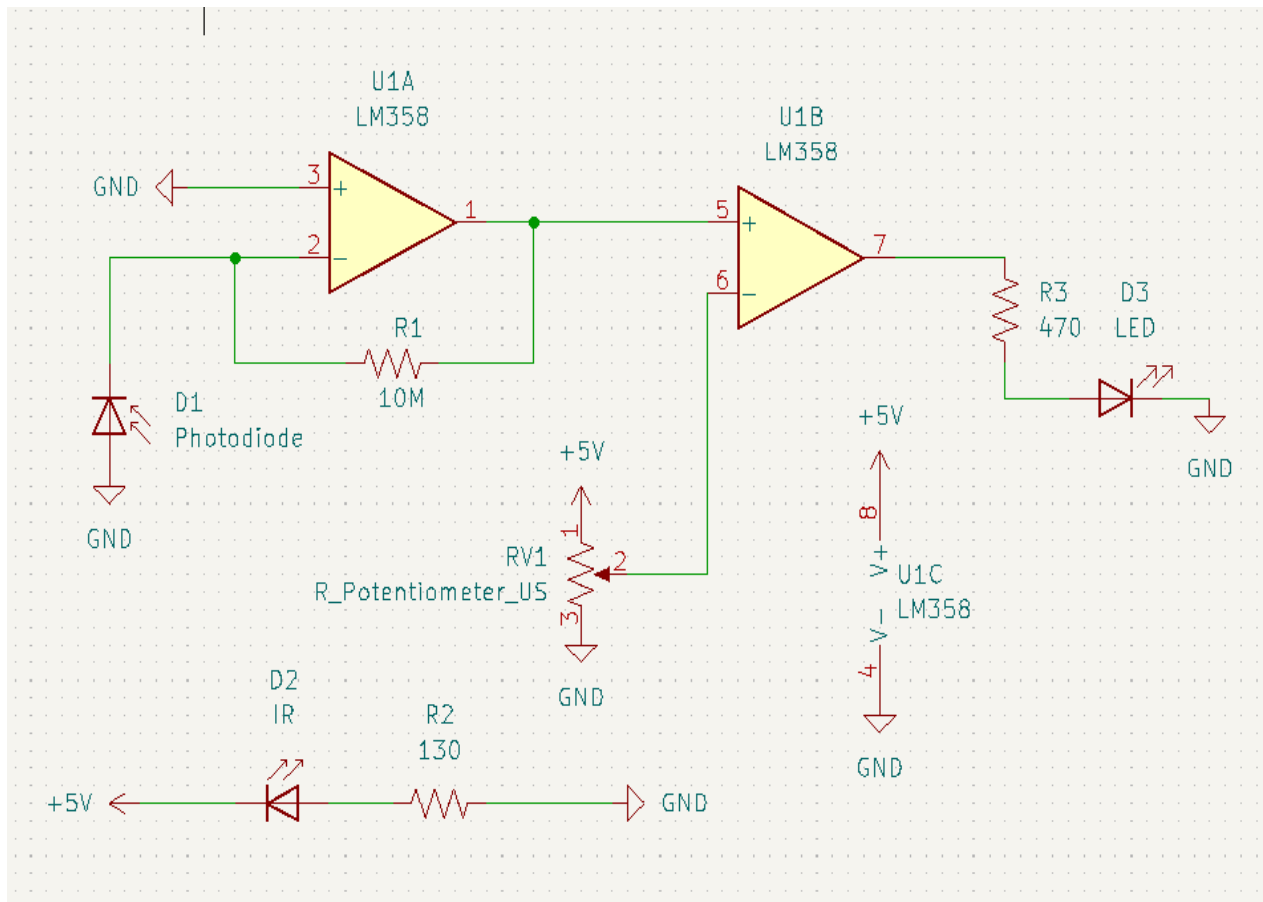 U1A
LM358
U1B
LM358
GND
3
+
2
−
1
5
+
6
−
7
R1
10M
R3
470
D3
LED
D1
Photodiode
GND
+5V
1
RV1
R_Potentiometer_US
2
3
GND
+5V
8
V+
U1C
LM358
V−
4
GND
GND
D2
IR
R2
130
+5V
GND